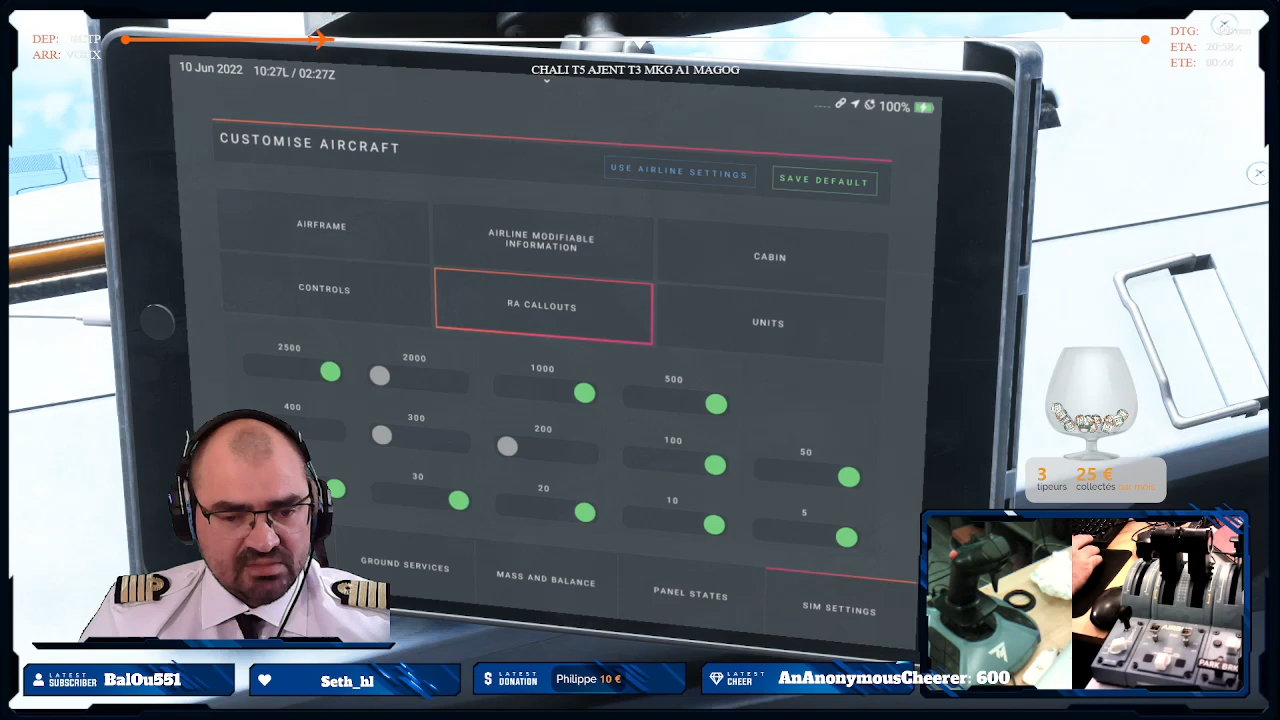 DEP:
ARR:
CHALI T5 AJENT T3 MKG A1 MAGOG
DTG:
ETA:
ETE:
10 Jun 2022 10:27L / 02:27Z
100%
CUSTOMISE AIRCRAFT
USE AIRLINE SETTINGS
SAVE DEFAULT
AIRFRAME
AIRLINE MODIFIABLE
INFORMATION
CABIN
CONTROLS
RA CALLOUTS
UNITS
2500
2000
1000
500
400
300
200
100
50
30
20
10
5
GROUND SERVICES
MASS AND BALANCE
PANEL STATES
SIM SETTINGS
3
tipeurs
25 €
collectés sur mois
PARK BRK
LATEST
SUBSCRIBER
BalOu551
Seth_hl
LATEST
DONATION
Philippe 10 €
LATEST
CHEER
AnAnonymousCheerer: 600